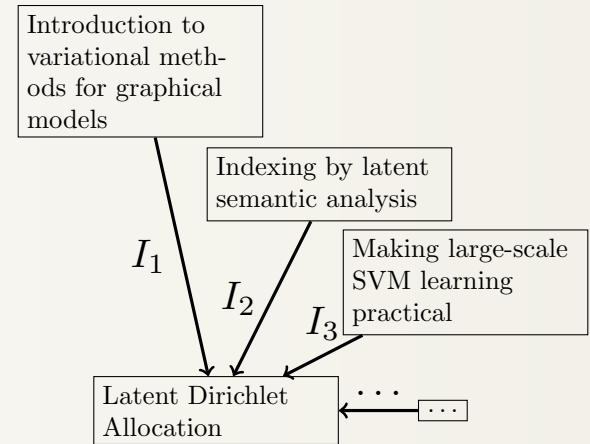 Introduction to
variational meth-
ods for graphical
models
Indexing by latent
semantic analysis
Making large-scale
SVM learning
practical
I1
I2
I3
Latent Dirichlet
Allocation
...
...